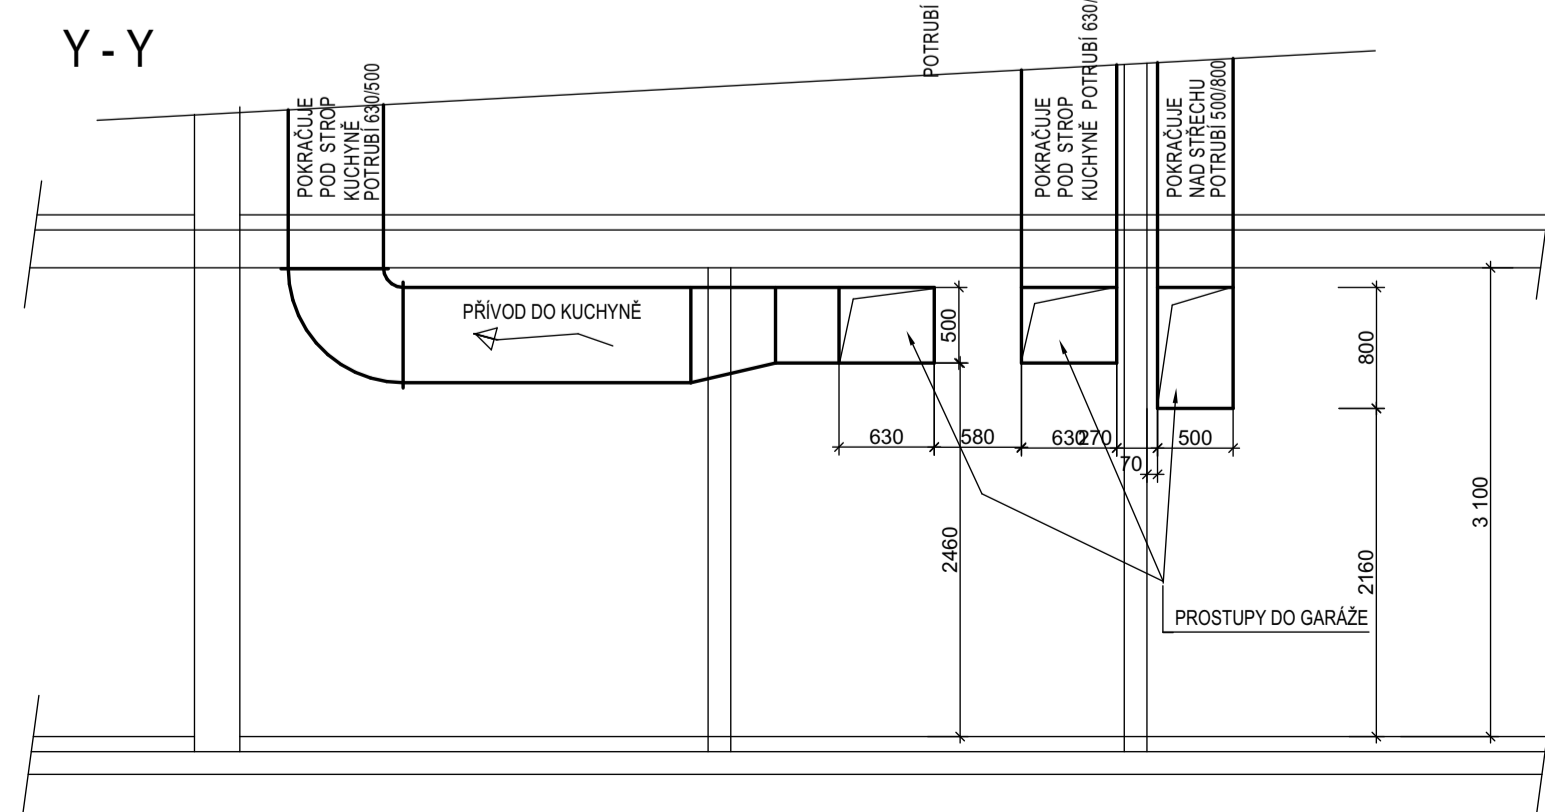 Y - Y
POKRAČUJE
POD STROP
KUCHYNĚ
POTRUBÍ 630/500
POTRUBÍ
POKRAČUJE
POD STROP
KUCHYNĚ POTRUBÍ 630/
POKRAČUJE
NAD STŘECHU
POTRUBÍ 500/800
PŘÍVOD DO KUCHYNĚ
500
800
630
580
630
270
500
70
2460
3 100
2160
PROSTUPY DO GARÁŽE